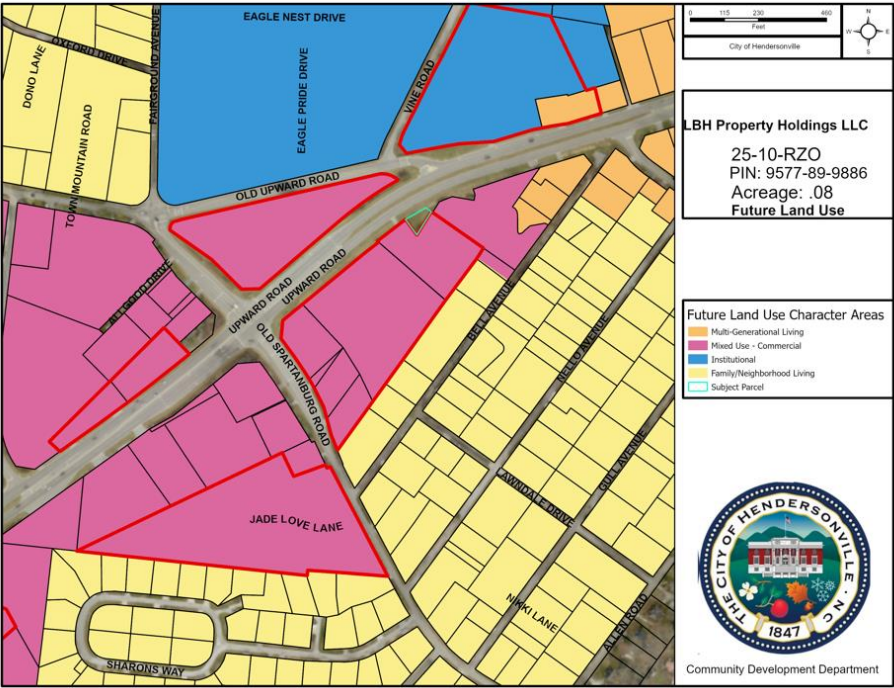 EAGLE NEST DRIVE
OXFORD DRIVE
DONO LANE
FAIRGROUND AVENUE
EAGLE PRIDE DRIVE
VINE ROAD
TOWN MOUNTAIN ROAD
OLD UPWARD ROAD
ALLGOOD DRIVE
UPWARD ROAD
UPWARD ROAD
OLD SPARTANBURG ROAD
BELL AVENUE
NELLO AVENUE
GULL AVENUE
LAWNDALE DRIVE
JADE LOVE LANE
NIKKI LANE
ALLEN ROAD
SHARONS WAY
0 115 230 460
Feet
City of Hendersonville
N
W E
S
LBH Property Holdings LLC
25-10-RZO
PIN: 9577-89-9886
Acreage: .08
Future Land Use
Future Land Use Character Areas
Multi-Generational Living
Mixed Use - Commercial
Institutional
Family/Neighborhood Living
Subject Parcel
THE CITY OF HENDERSONVILLE · NC
1847
Community Development Department